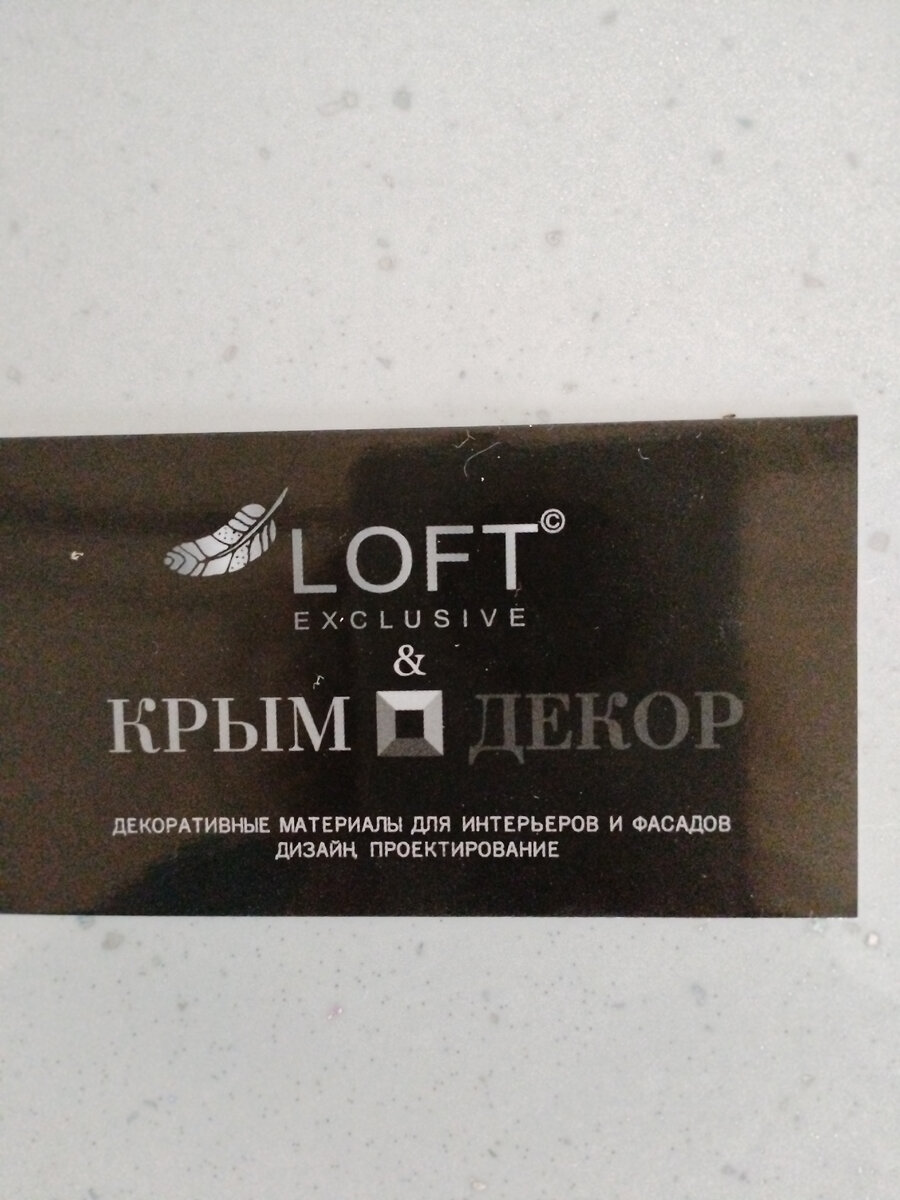 LOFT©
EXCLUSIVE
&
КРЫМ ДЕКОР
ДЕКОРАТИВНЫЕ МАТЕРИАЛЫ ДЛЯ ИНТЕРЬЕРОВ И ФАСАДОВ
ДИЗАЙН, ПРОЕКТИРОВАНИЕ